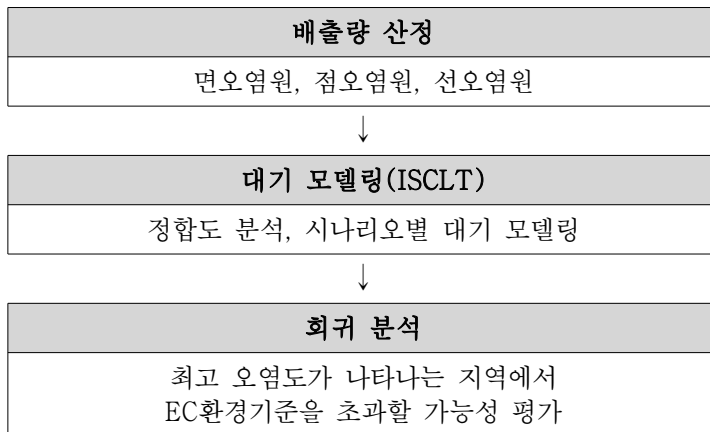 배출량 산정
면오염원, 점오염원, 선오염원
↓
대기 모델링(ISCLT)
정합도 분석, 시나리오별 대기 모델링
↓
회귀 분석
최고 오염도가 나타나는 지역에서
EC환경기준을 초과할 가능성 평가